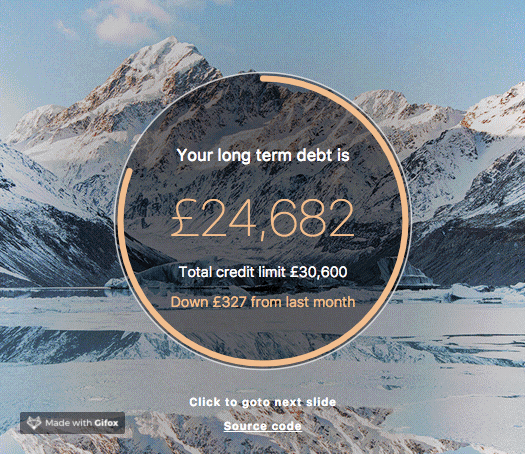 Your long term debt is
£24,682
Total credit limit £30,600
Down £327 from last month
Click to goto next slide
Made with Gifox
Source code